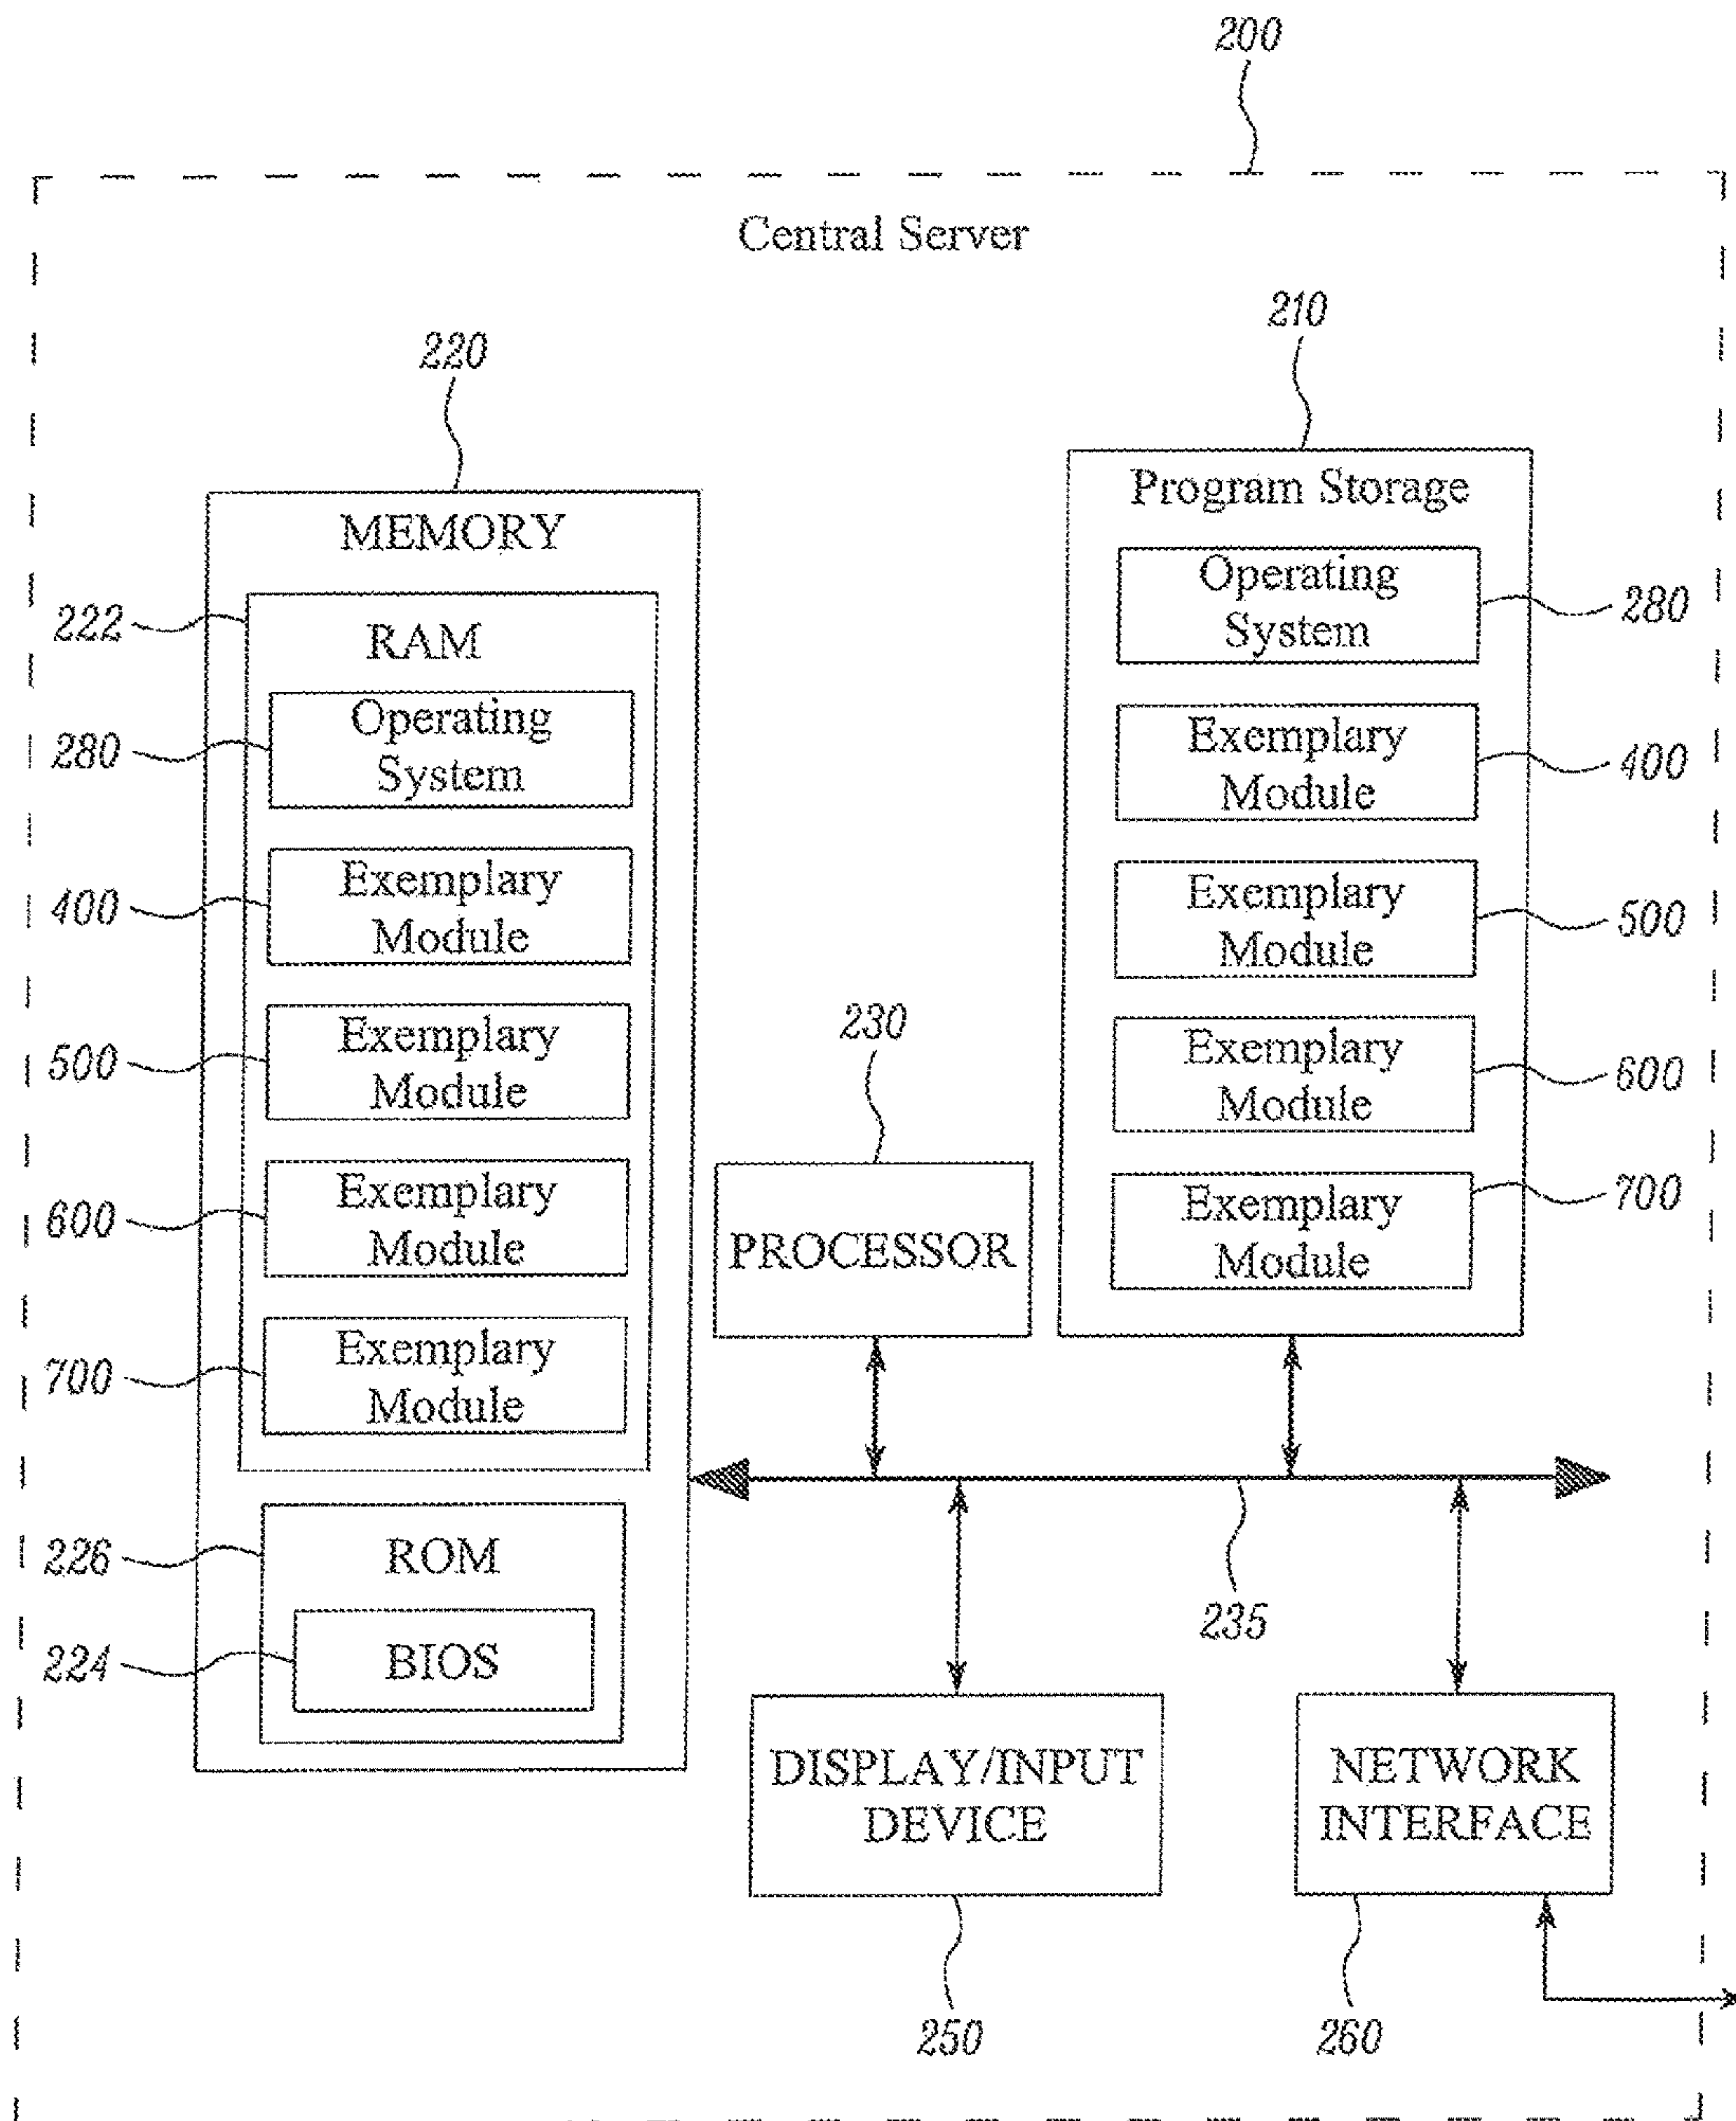 200
Central Server
220
MEMORY
222
RAM
280
Operating
System
400
Exemplary
Module
500
Exemplary
Module
600
Exemplary
Module
700
Exemplary
Module
226
ROM
224
BIOS
230
PROCESSOR
210
Program Storage
Operating
System
280
Exemplary
Module
400
Exemplary
Module
500
Exemplary
Module
600
Exemplary
Module
700
235
DISPLAY/INPUT
DEVICE
250
NETWORK
INTERFACE
260